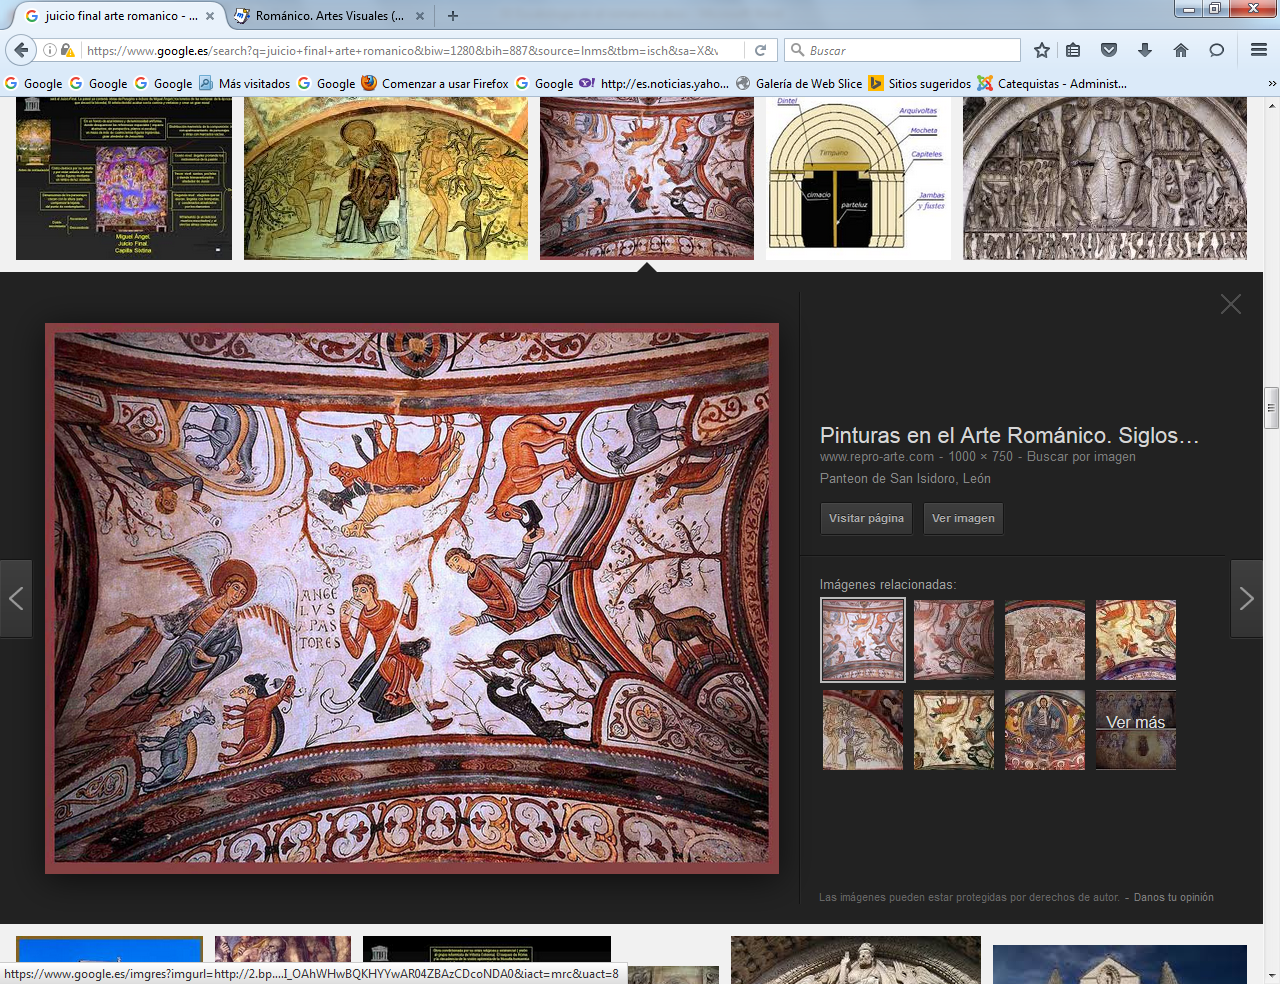 juicio final arte romanico - ...
Románico. Artes Visuales (...
https://www.google.es/search?q=juicio+final+arte+romanico&biw=1280&bih=887&source=lnms&tbm=isch&sa=X&v
Buscar
Google
Google
Google
Más visitados
Google
Comenzar a usar Firefox
Google
http://es.noticias.yaho...
Galería de Web Slice
Sitios sugeridos
Catequistas - Administ...
»
Miguel Ángel.
Juicio Final.
Capilla Sixtina
Dintel
Arquivoltas
Mocheta
Timpano
Capiteles
cimacio
parteluz
Jambas
y fustes
ANGE
LVS
APAS
TORES
Pinturas en el Arte Románico. Siglos...
www.repro-arte.com - 1000 × 750 - Buscar por imagen
Panteon de San Isidoro, León
Visitar página
Ver imagen
Imágenes relacionadas:
Ver más
Las imágenes pueden estar protegidas por derechos de autor. - Danos tu opinión
https://www.google.es/imgres?imgurl=http://2.bp....I_OAhWHwBQKHYYwAR04ZBAzCDcoNDA0&iact=mrc&uact=8